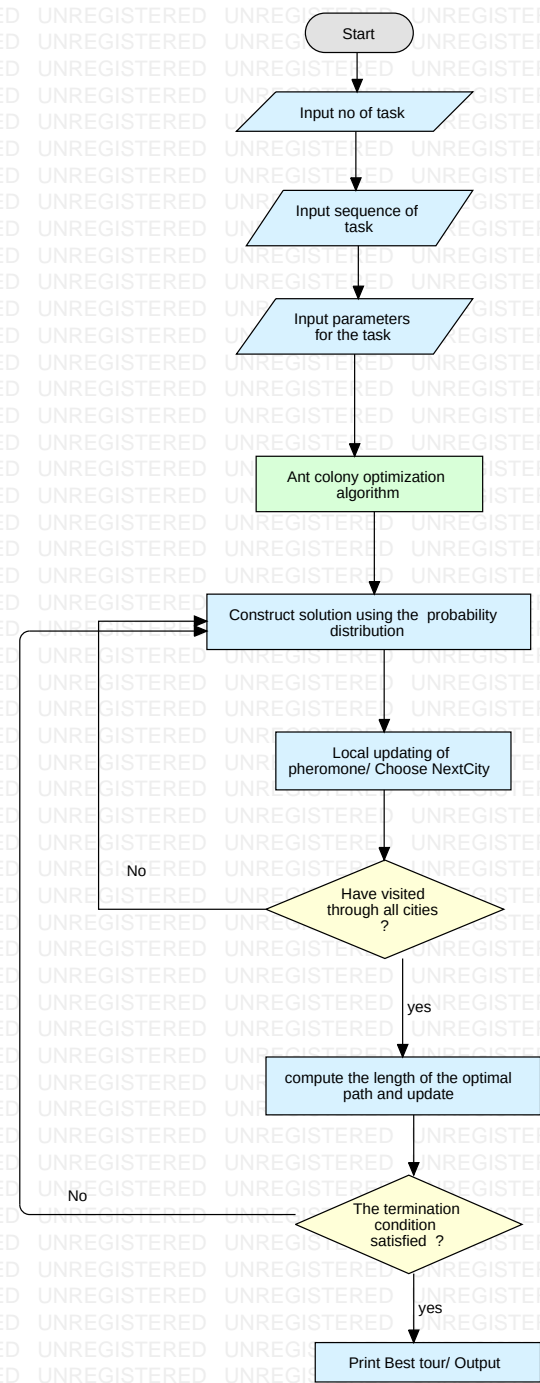 Start
Input no of task
Input sequence of
task
Input parameters
for the task
Ant colony optimization
algorithm
Construct solution using the  probability
distribution
Local updating of
pheromone/ Choose NextCity
No
Have visited
through all cities
?
yes
compute the length of the optimal
path and update
No
The termination
condition
satisfied  ?
yes
Print Best tour/ Output
UNREGISTERED